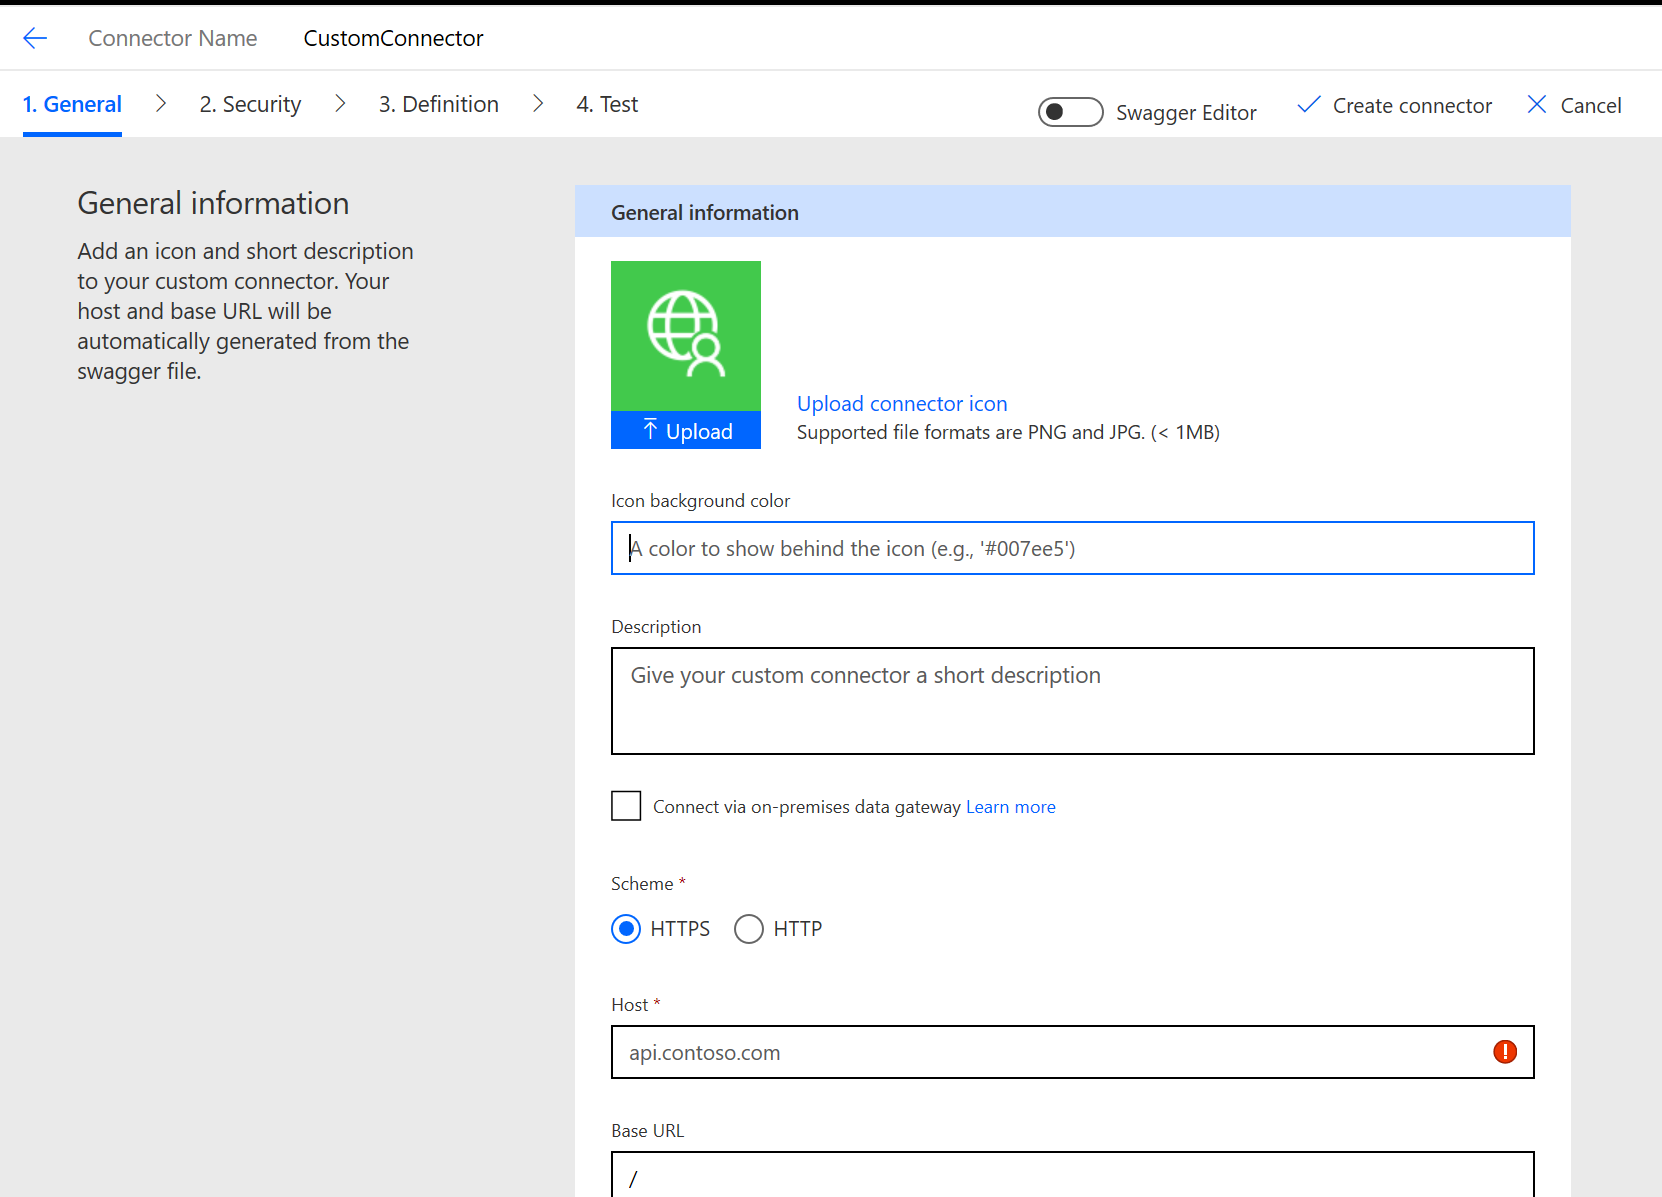 Connector Name CustomConnector
1. General 2. Security 3. Definition 4. Test Swagger Editor Create connector Cancel
General information
Add an icon and short description
to your custom connector. Your
host and base URL will be
automatically generated from the
swagger file.
General information
Upload
Upload connector icon
Supported file formats are PNG and JPG. (< 1MB)
Icon background color
A color to show behind the icon (e.g., '#007ee5')
Description
Give your custom connector a short description
Connect via on-premises data gateway Learn more
Scheme *
HTTPS HTTP
Host *
api.contoso.com
Base URL
/